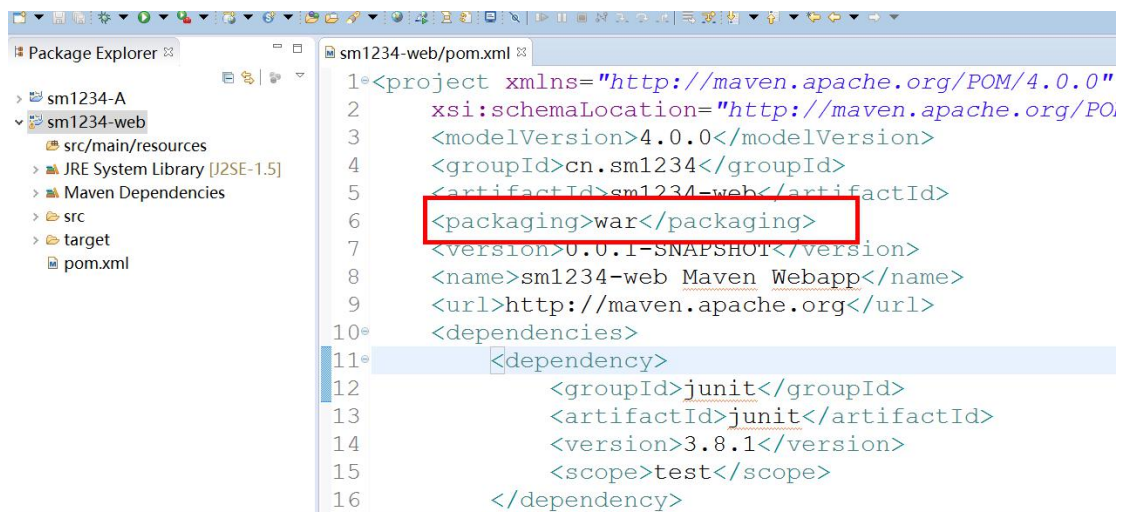 Package Explorer
sm1234-A
sm1234-web
src/main/resources
JRE System Library [J2SE-1.5]
Maven Dependencies
src
target
pom.xml
sm1234-web/pom.xml
1 <project xmlns="http://maven.apache.org/POM/4.0.0"
2 xsi:schemaLocation="http://maven.apache.org/PO
3 <modelVersion>4.0.0</modelVersion>
4 <groupId>cn.sm1234</groupId>
5 <artifactId>sm1234-web</artifactId>
6 <packaging>war</packaging>
7 <version>0.0.1-SNAPSHOT</version>
8 <name>sm1234-web Maven Webapp</name>
9 <url>http://maven.apache.org</url>
10 <dependencies>
11 <dependency>
12 <groupId>junit</groupId>
13 <artifactId>junit</artifactId>
14 <version>3.8.1</version>
15 <scope>test</scope>
16 </dependency>